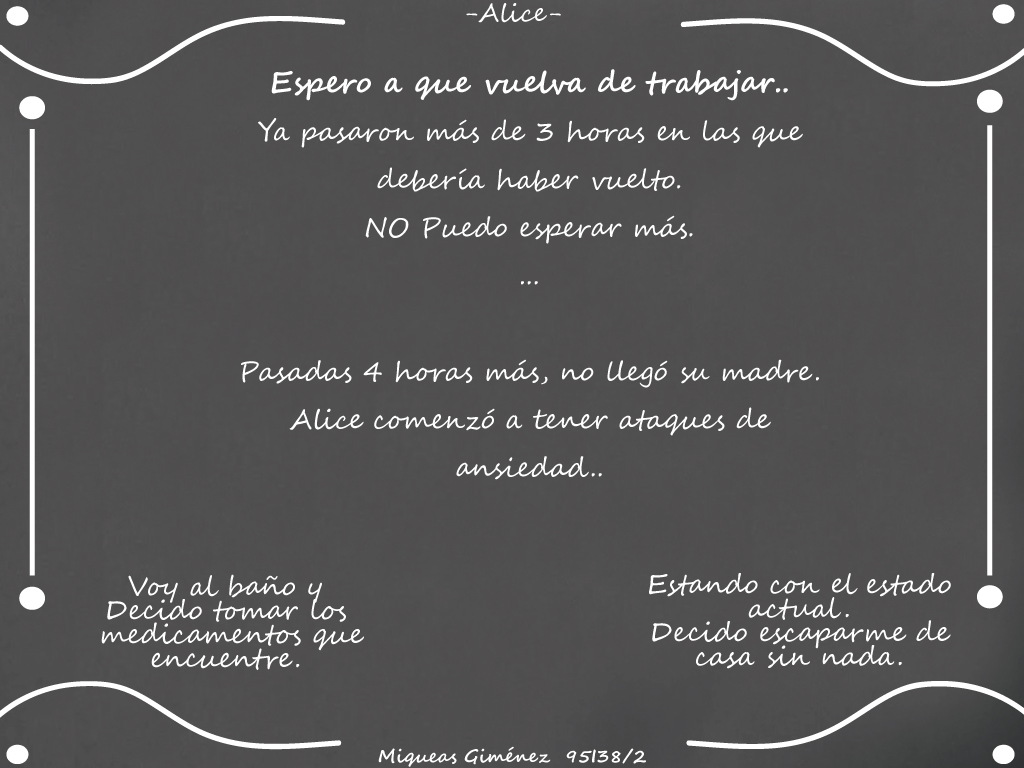 -Alice-
Espero a que vuelva de trabajar..
Ya pasaron más de 3 horas en las que
debería haber vuelto.
NO Puedo esperar más.
...
Pasadas 4 horas más, no llegó su madre.
Alice comenzó a tener ataques de
ansiedad..
Voy al baño y
Decido tomar los
medicamentos que
encuentre.
Estando con el estado
actual.
Decido escaparme de
casa sin nada.
Miqueas Giménez 95138/2